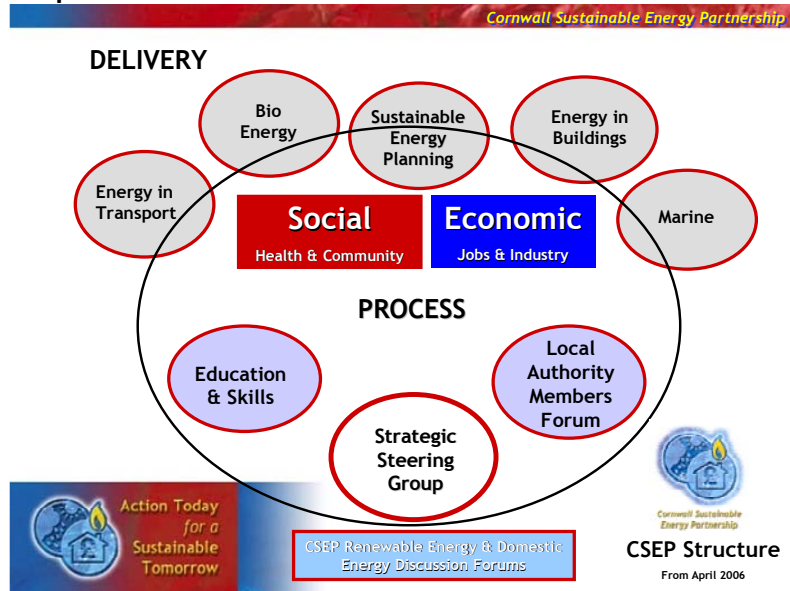 Cornwall Sustainable Energy Partnership
DELIVERY
Bio
Energy
Sustainable
Energy
Planning
Energy in
Buildings
Energy in
Transport
Marine
Social
Health & Community
Economic
Jobs & Industry
PROCESS
Education
& Skills
Local
Authority
Members
Forum
Strategic
Steering
Group
Action Today
for a
Sustainable
Tomorrow
CSEP Renewable Energy & Domestic
Energy Discussion Forums
Cornwall Sustainable
Energy Partnership
CSEP Structure
From April 2006